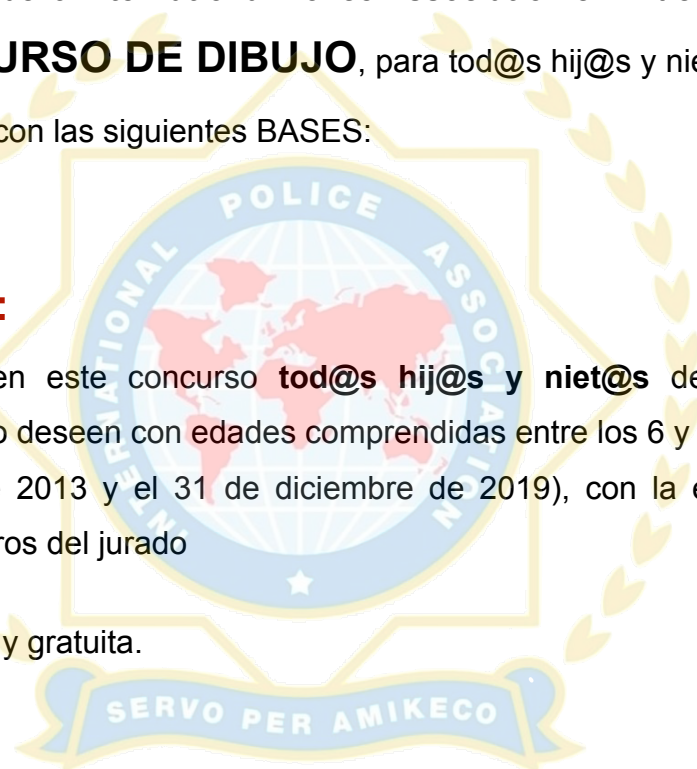 URSO DE DIBUJO, para tod@s hij@s y nie
con las siguientes BASES:
POLICE
INTERNATIONAL ASSOCIATION
:
en este concurso tod@s hij@s y niet@s de
o deseen con edades comprendidas entre los 6 y
2013 y el 31 de diciembre de 2019), con la e
ros del jurado
y gratuita.
SERVO PER AMIKECO